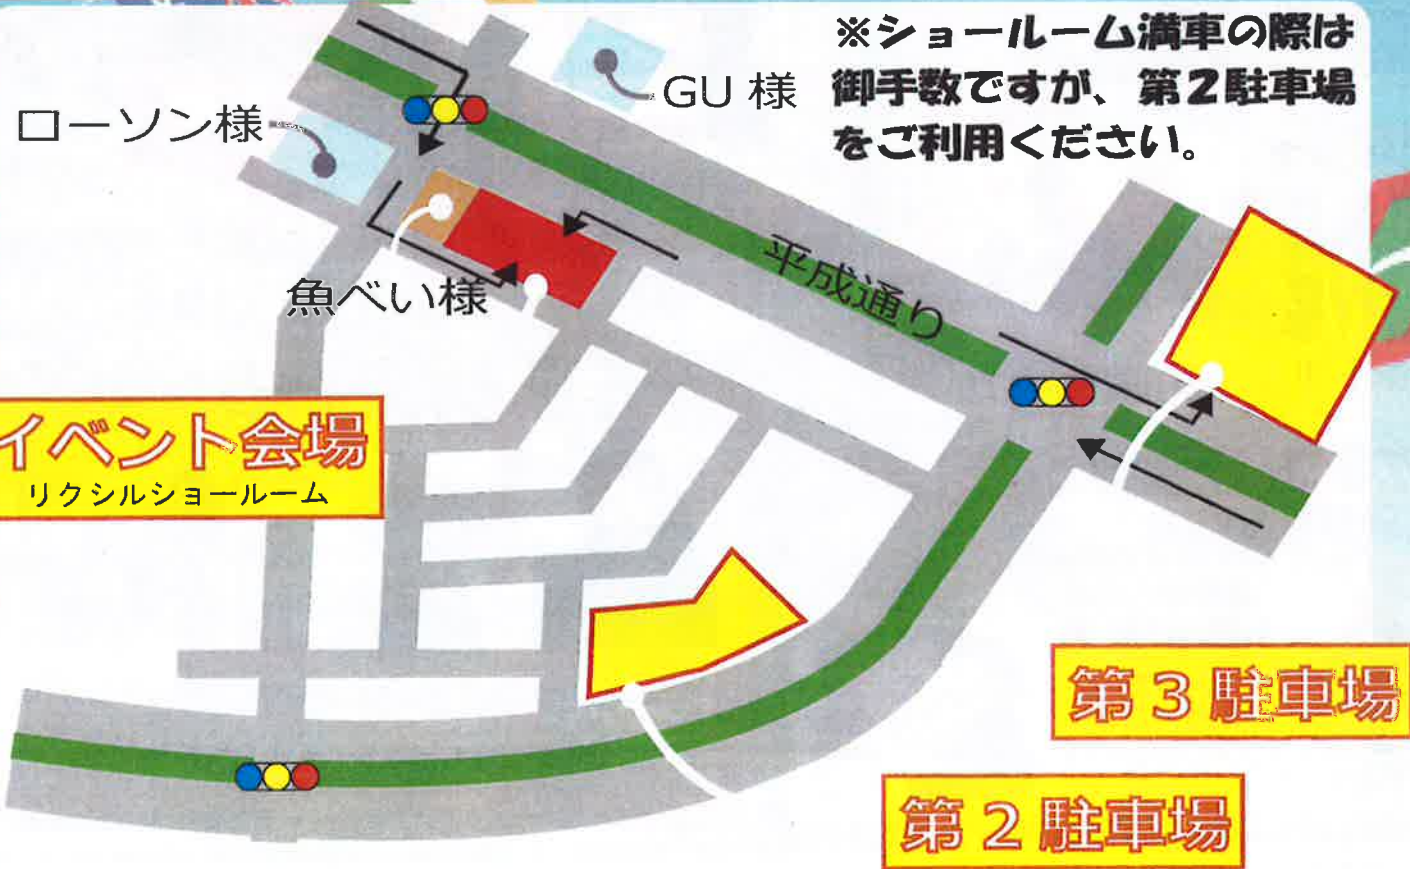 ※ショールーム満車の際は
御手数ですが、第2駐車場
をご利用ください。
GU 様
ローソン様
魚べい様
平成通り
イベント会場
リクシルショールーム
第3駐車場
第2駐車場